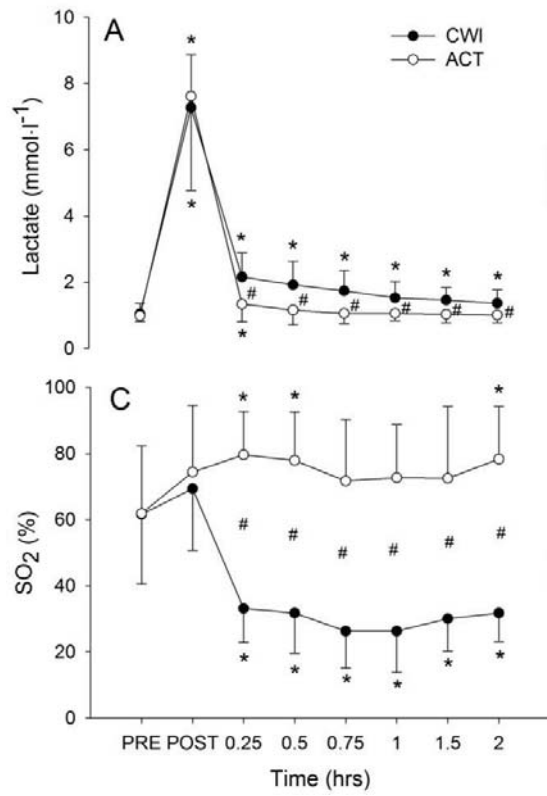 A
CWI
ACT
Lactate (mmol·l⁻¹)
10
8
6
4
2
0
* 
*
* * * * * *
# # # # # #
*
C
SO₂ (%)
100
80
60
40
20
0
* * *
# # # # # #
* * * * * *
PRE POST 0.25 0.5 0.75 1 1.5 2
Time (hrs)